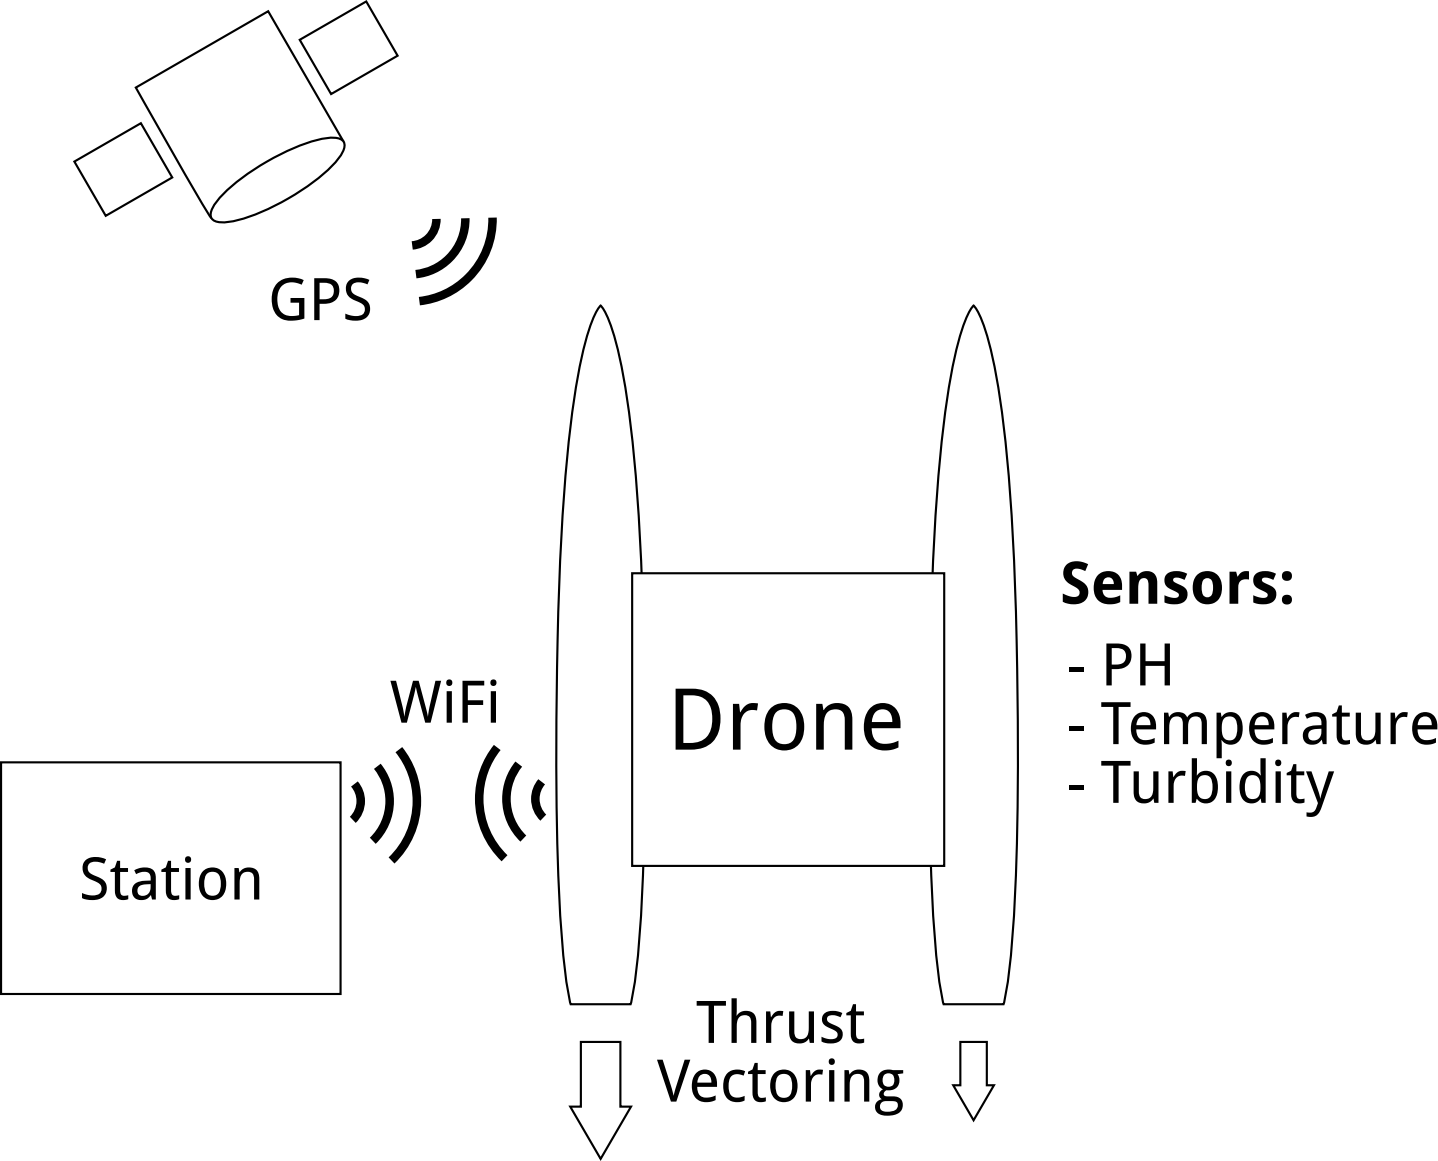 GPS
WiFi
Station
Drone
Sensors:
- PH
- Temperature
- Turbidity
Thrust
Vectoring